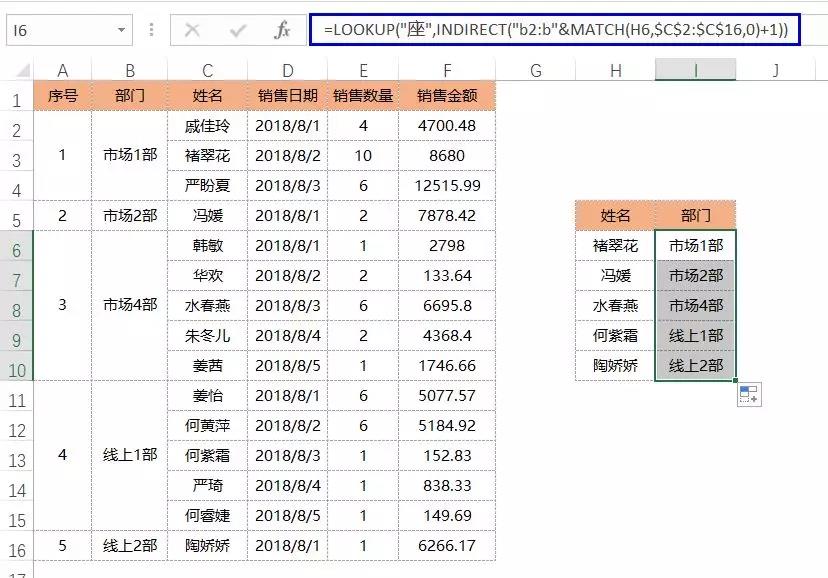 I6 fx =LOOKUP("座",INDIRECT("b2:b"&MATCH(H6,$C$2:$C$16,0)+1))
A B C D E F G H I J
1 序号 部门 姓名 销售日期 销售数量 销售金额
2 戚佳玲 2018/8/1 4 4700.48
3 1 市场1部 褚翠花 2018/8/2 10 8680
4 严盼夏 2018/8/3 6 12515.99
5 2 市场2部 冯媛 2018/8/1 2 7878.42 姓名 部门
6 韩敏 2018/8/1 1 2798 褚翠花 市场1部
7 华欢 2018/8/2 2 133.64 冯媛 市场2部
8 3 市场4部 水春燕 2018/8/3 6 6695.8 水春燕 市场4部
9 朱冬儿 2018/8/4 2 4368.4 何紫霜 线上1部
10 姜茜 2018/8/5 1 1746.66 陶娇娇 线上2部
11 姜怡 2018/8/1 6 5077.57
12 何黄萍 2018/8/2 6 5184.92
13 4 线上1部 何紫霜 2018/8/3 1 152.83
14 严琦 2018/8/4 1 838.33
15 何睿婕 2018/8/5 1 149.69
16 5 线上2部 陶娇娇 2018/8/1 1 6266.17